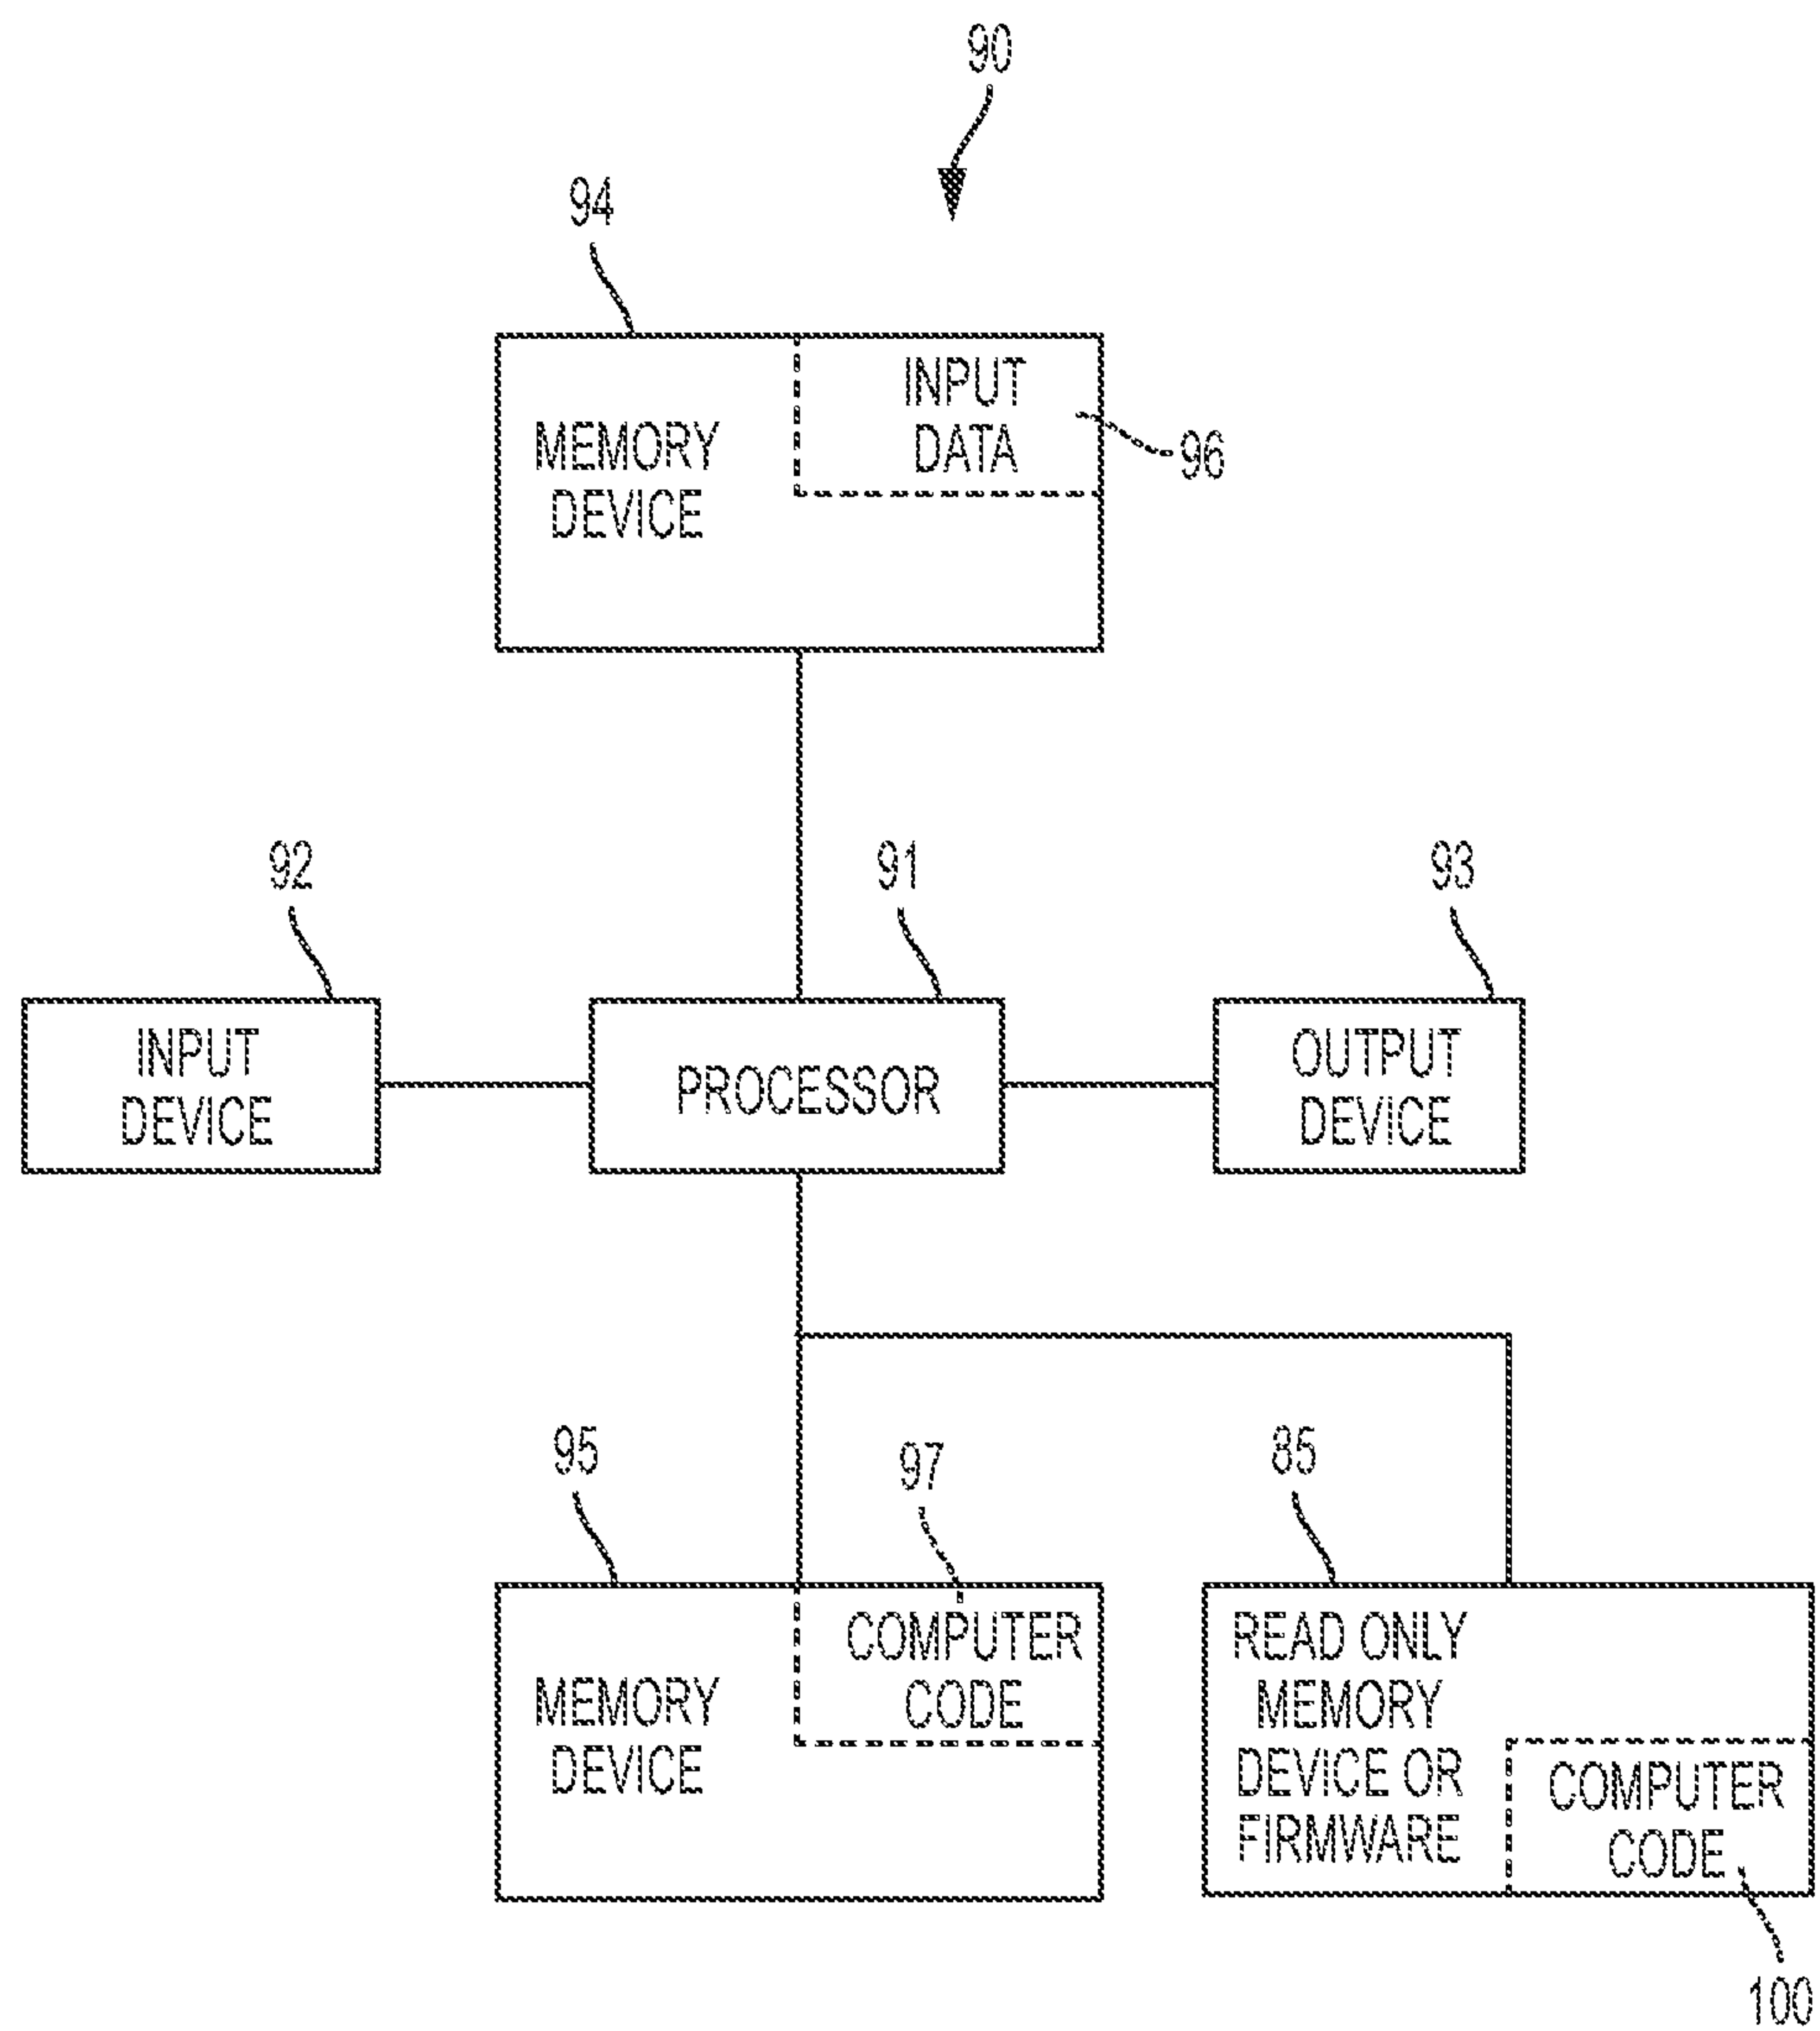 90
94
MEMORY
DEVICE
INPUT
DATA
96
92
91
93
INPUT
DEVICE
PROCESSOR
OUTPUT
DEVICE
95
97
85
MEMORY
DEVICE
COMPUTER
CODE
READ ONLY
MEMORY
DEVICE OR
FIRMWARE
COMPUTER
CODE
100